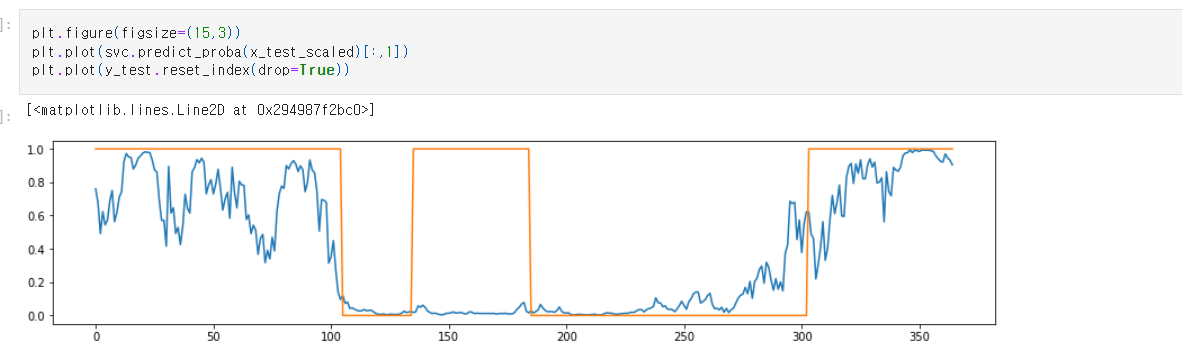 ]:
plt.figure(figsize=(15,3))
plt.plot(svc.predict_proba(x_test_scaled)[:,1])
plt.plot(y_test.reset_index(drop=True))
]:
[<matplotlib.lines.Line2D at 0x294987f2bc0>]
1.0
0.8
0.6
0.4
0.2
0.0
0 50 100 150 200 250 300 350